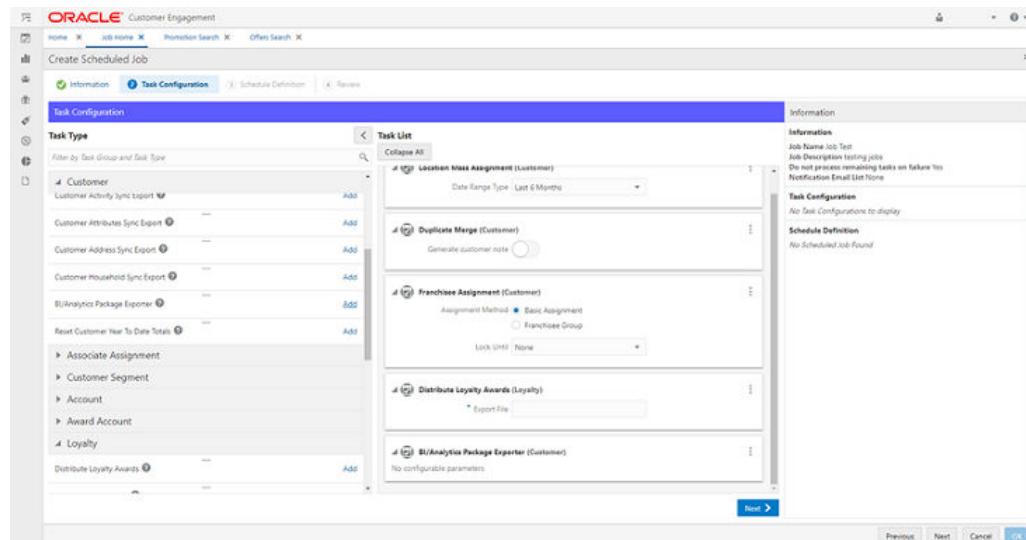 ORACLE Customer Engagement
Home X Job Home X Promotion Search X Offers Search X
Create Scheduled Job
Information 2 Task Configuration 3 Schedule Definition 4 Review
Task Configuration
Task Type
Filter by Task Group and Task Type
Customer
Customer Activity Sync Export Add
Customer Attributes Sync Export Add
Customer Address Sync Export Add
Customer Household Sync Export Add
BI/Analytics Package Exporter Add
Reset Customer Year To Date Totals Add
Associate Assignment
Customer Segment
Account
Award Account
Loyalty
Distribute Loyalty Awards Add
Task List
Collapse All
Location Mass Assignment (Customer)
Date Range Type Last 6 Months
Duplicate Merge (Customer)
Generate customer note
Franchisee Assignment (Customer)
Assignment Method Basic Assignment
Franchisee Group
Lock Until None
Distribute Loyalty Awards (Loyalty)
* Export File
BI/Analytics Package Exporter (Customer)
No configurable parameters
Next
Information
Information
Job Name Job Test
Job Description testing jobs
Do not process remaining tasks on failure Yes
Notification Email List None
Task Configuration
No Task Configurations to display
Schedule Definition
No Scheduled Job Found
Previous Next Cancel OK